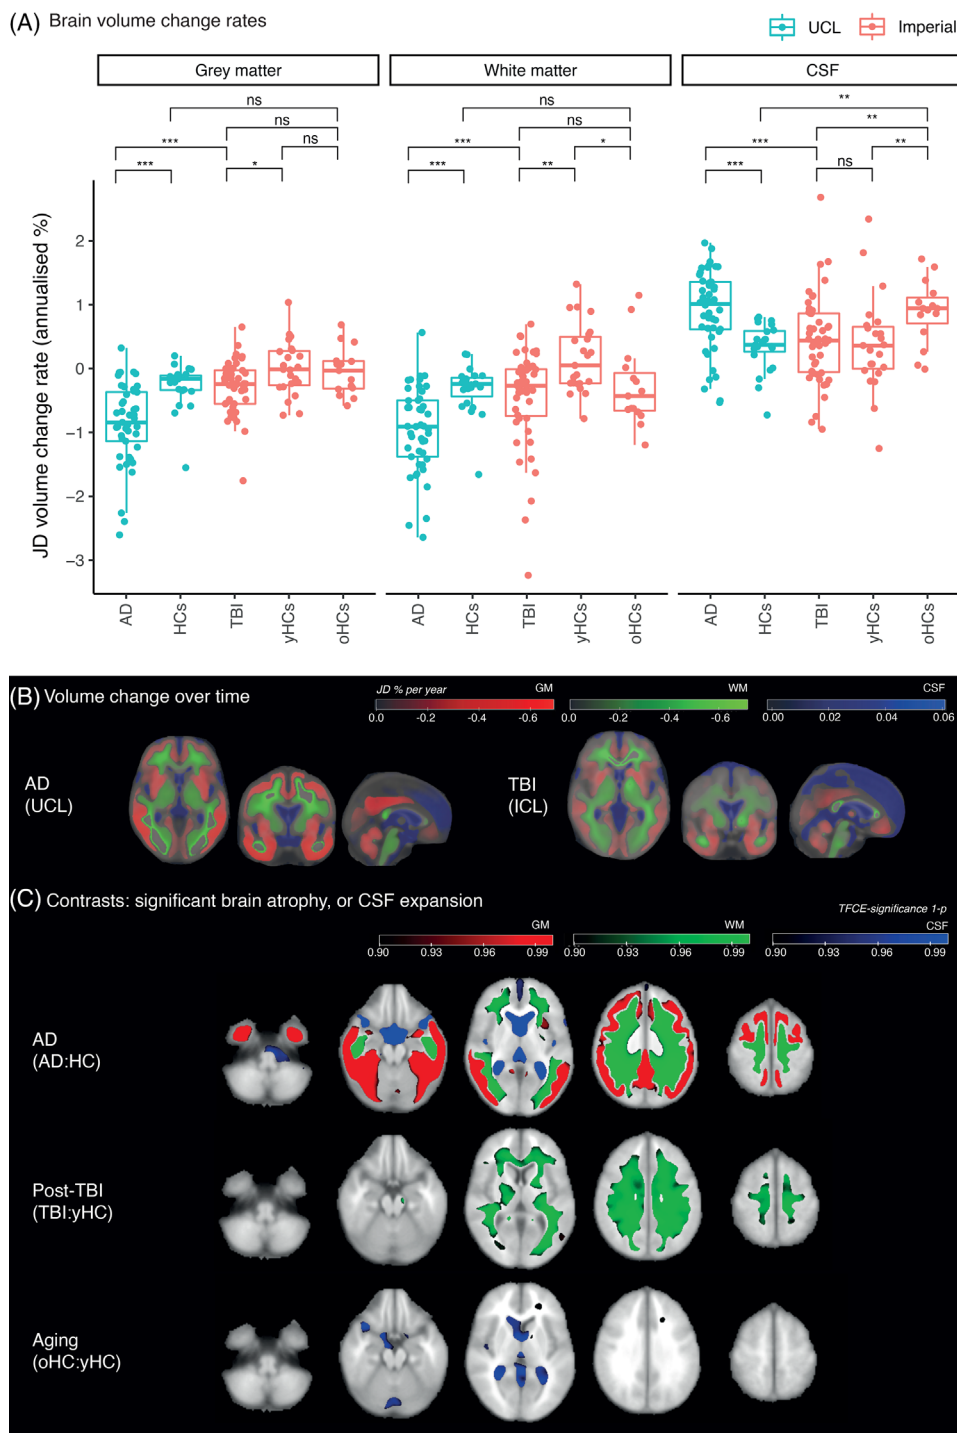 (A) Brain volume change rates
UCL Imperial
Grey matter White matter CSF
ns ns **
ns ns **
*** ns *** * *** **
*** * *** ** *** ns
JD volume change rate (annualised %)
2
1
0
−1
−2
−3
AD HCs TBI yHCs oHCs AD HCs TBI yHCs oHCs AD HCs TBI yHCs oHCs
(B) Volume change over time
JD % per year GM WM CSF
0.0 -0.2 -0.4 -0.6 0.0 -0.2 -0.4 -0.6 0.00 0.02 0.04 0.06
AD
(UCL)
TBI
(ICL)
(C) Contrasts: significant brain atrophy, or CSF expansion
TFCE-significance 1-p
GM WM CSF
0.90 0.93 0.96 0.99 0.90 0.93 0.96 0.99 0.90 0.93 0.96 0.99
AD
(AD:HC)
Post-TBI
(TBI:yHC)
Aging
(oHC:yHC)